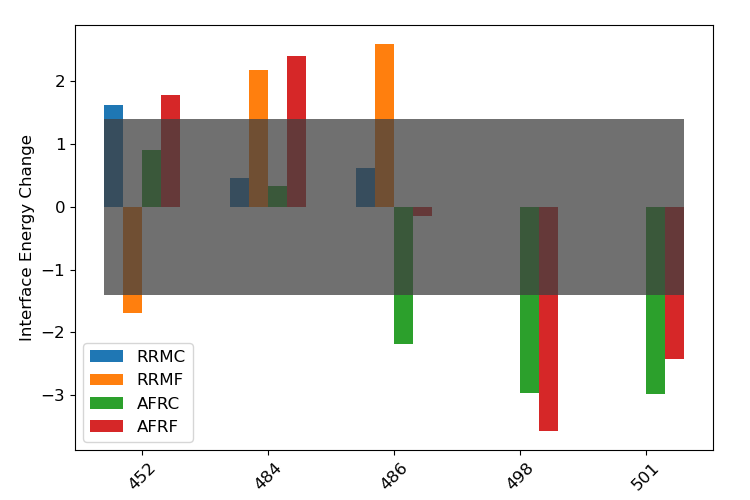 Interface Energy Change
2
1
0
−1
−2
−3
RRMC
RRMF
AFRC
AFRF
452
484
486
498
501